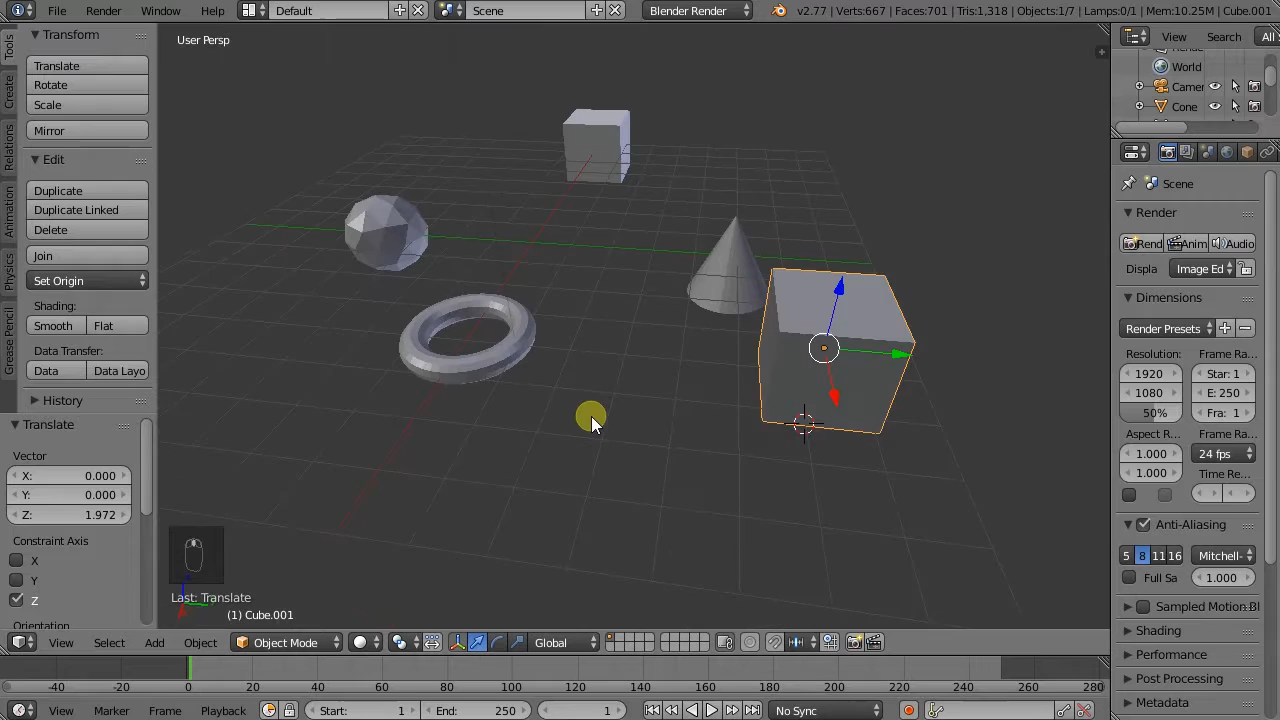 File Render Window Help Default Scene Blender Render v2.77 | Verts:667 | Faces:701 | Tris:1,318 | Objects:1/7 | Lamps:0/1 | Mem:10.25M | Cube.001
Tools
Create
Relations
Animation
Physics
Grease Pencil
Transform
Translate
Rotate
Scale
Mirror
Edit
Duplicate
Duplicate Linked
Delete
Join
Set Origin
Shading:
Smooth Flat
Data Transfer:
Data Data Layo
History
Translate
Vector
X: 0.000
Y: 0.000
Z: 1.972
Constraint Axis
X
Y
Z
Orientation
User Persp
Last: Translate
(1) Cube.001
View Select Add Object Object Mode Global
-40 -20 0 20 40 60 80 100 120 140 160 180 200 220 240 260 280
View Marker Frame Playback Start: 1 End: 250 1 No Sync
View Search All
World
Camer
Cone
Scene
Render
Rend Anim Audio
Displa Image Ed
Dimensions
Render Presets
Resolution: Frame Ra...
1920 Star: 1
1080 E: 250
50% Fra: 1
Aspect R... Frame Ra...
1.000 24 fps
1.000 Time Re...
Anti-Aliasing
5 8 11 16 Mitchell-
Full Sa 1.000
Sampled Motion Bl
Shading
Performance
Post Processing
Metadata